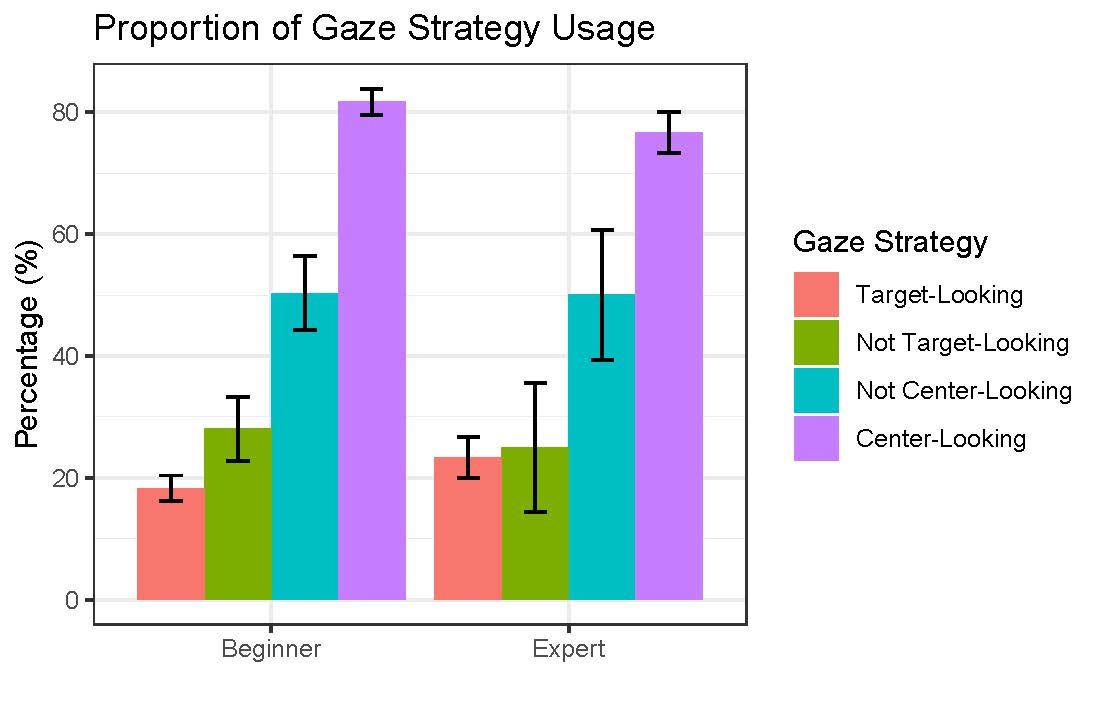 Proportion of Gaze Strategy Usage
Percentage (%)
80
60
40
20
0
Beginner
Expert
Gaze Strategy
Target-Looking
Not Target-Looking
Not Center-Looking
Center-Looking